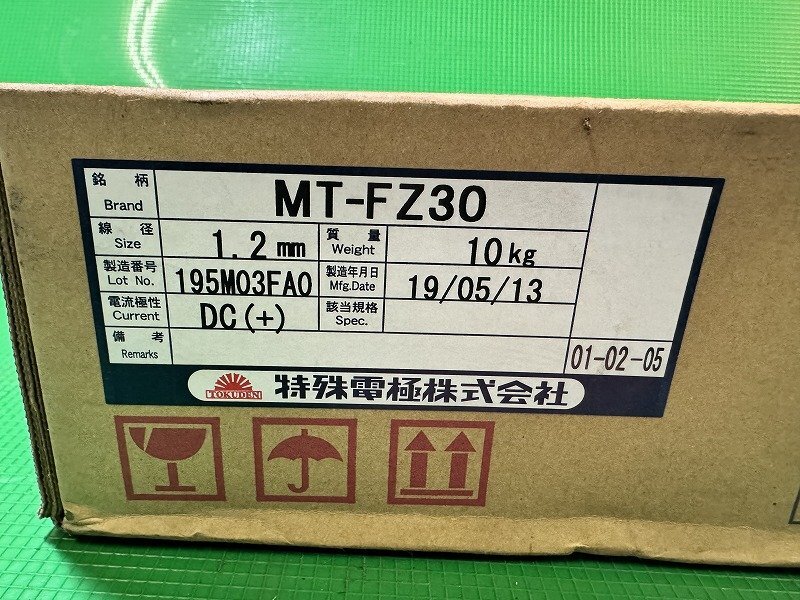 銘柄 Brand MT-FZ30
線径 Size 1.2mm 質量 Weight 10kg
製造番号 Lot No. 195M03FA0 製造年月日 Mfg.Date 19/05/13
電流極性 Current DC(+) 該当規格 Spec.
備考 Remarks 01-02-05
TOKUDEN 特殊電極株式会社